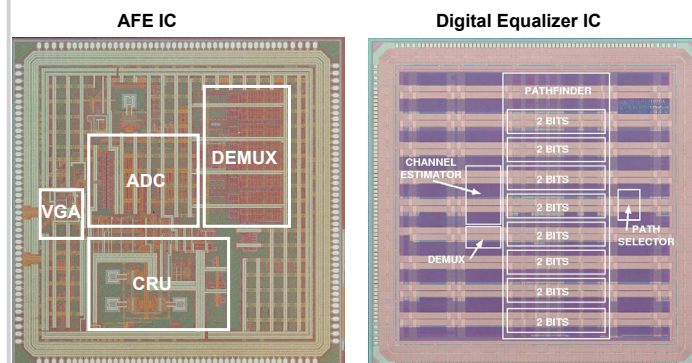 AFE IC
Digital Equalizer IC
VGA
ADC
DEMUX
CRU
PATHFINDER
2 BITS
2 BITS
2 BITS
2 BITS
2 BITS
2 BITS
2 BITS
2 BITS
CHANNEL
ESTIMATOR
DEMUX
PATH
SELECTOR